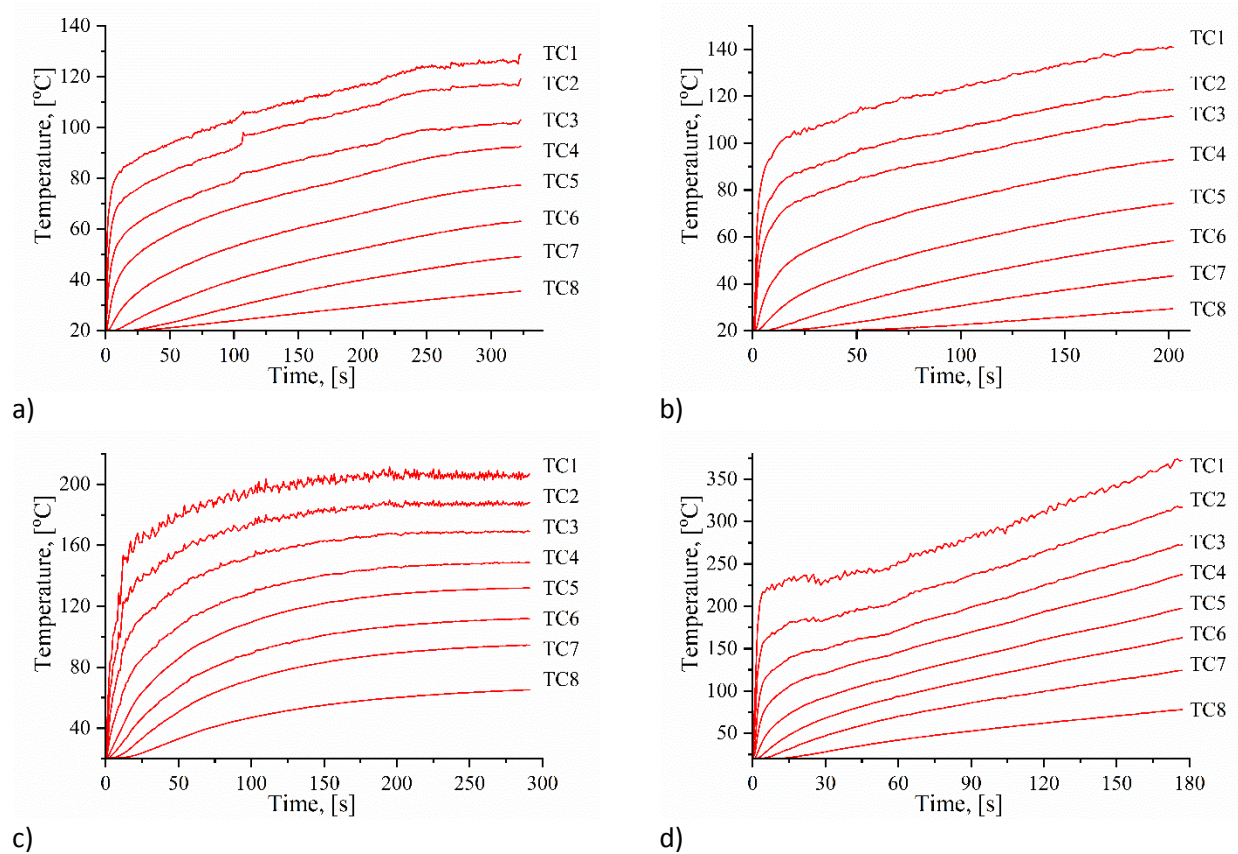 140
120
100
80
60
40
20
Temperature, [°C]
0 50 100 150 200 250 300
Time, [s]
TC1
TC2
TC3
TC4
TC5
TC6
TC7
TC8
a)
140
120
100
80
60
40
20
Temperature, [°C]
0 50 100 150 200
Time, [s]
TC1
TC2
TC3
TC4
TC5
TC6
TC7
TC8
b)
200
160
120
80
40
Temperature, [°C]
0 50 100 150 200 250 300
Time, [s]
TC1
TC2
TC3
TC4
TC5
TC6
TC7
TC8
c)
350
300
250
200
150
100
50
Temperature, [°C]
0 30 60 90 120 150 180
Time, [s]
TC1
TC2
TC3
TC4
TC5
TC6
TC7
TC8
d)